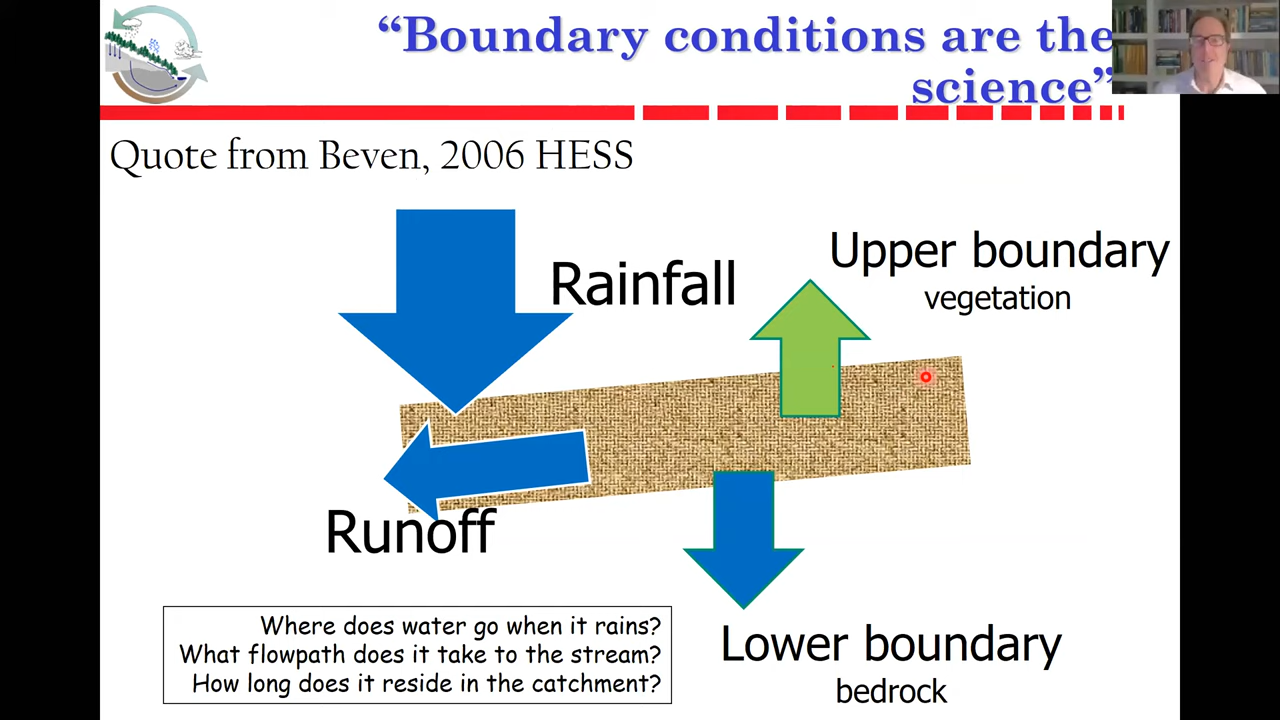 “Boundary conditions are the
science”
Quote from Beven, 2006 HESS
Rainfall
Upper boundary
vegetation
Runoff
Where does water go when it rains?
What flowpath does it take to the stream?
How long does it reside in the catchment?
Lower boundary
bedrock